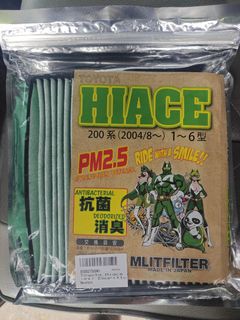 TOYOTA
HIACE
200系(2004/8~) 1~6型
PM2.5
RIDE WITH A SMILE!!
ANTIBACTERIAL
抗菌
DEODORIZED
消臭
MLITFILTER
MADE IN JAPAN